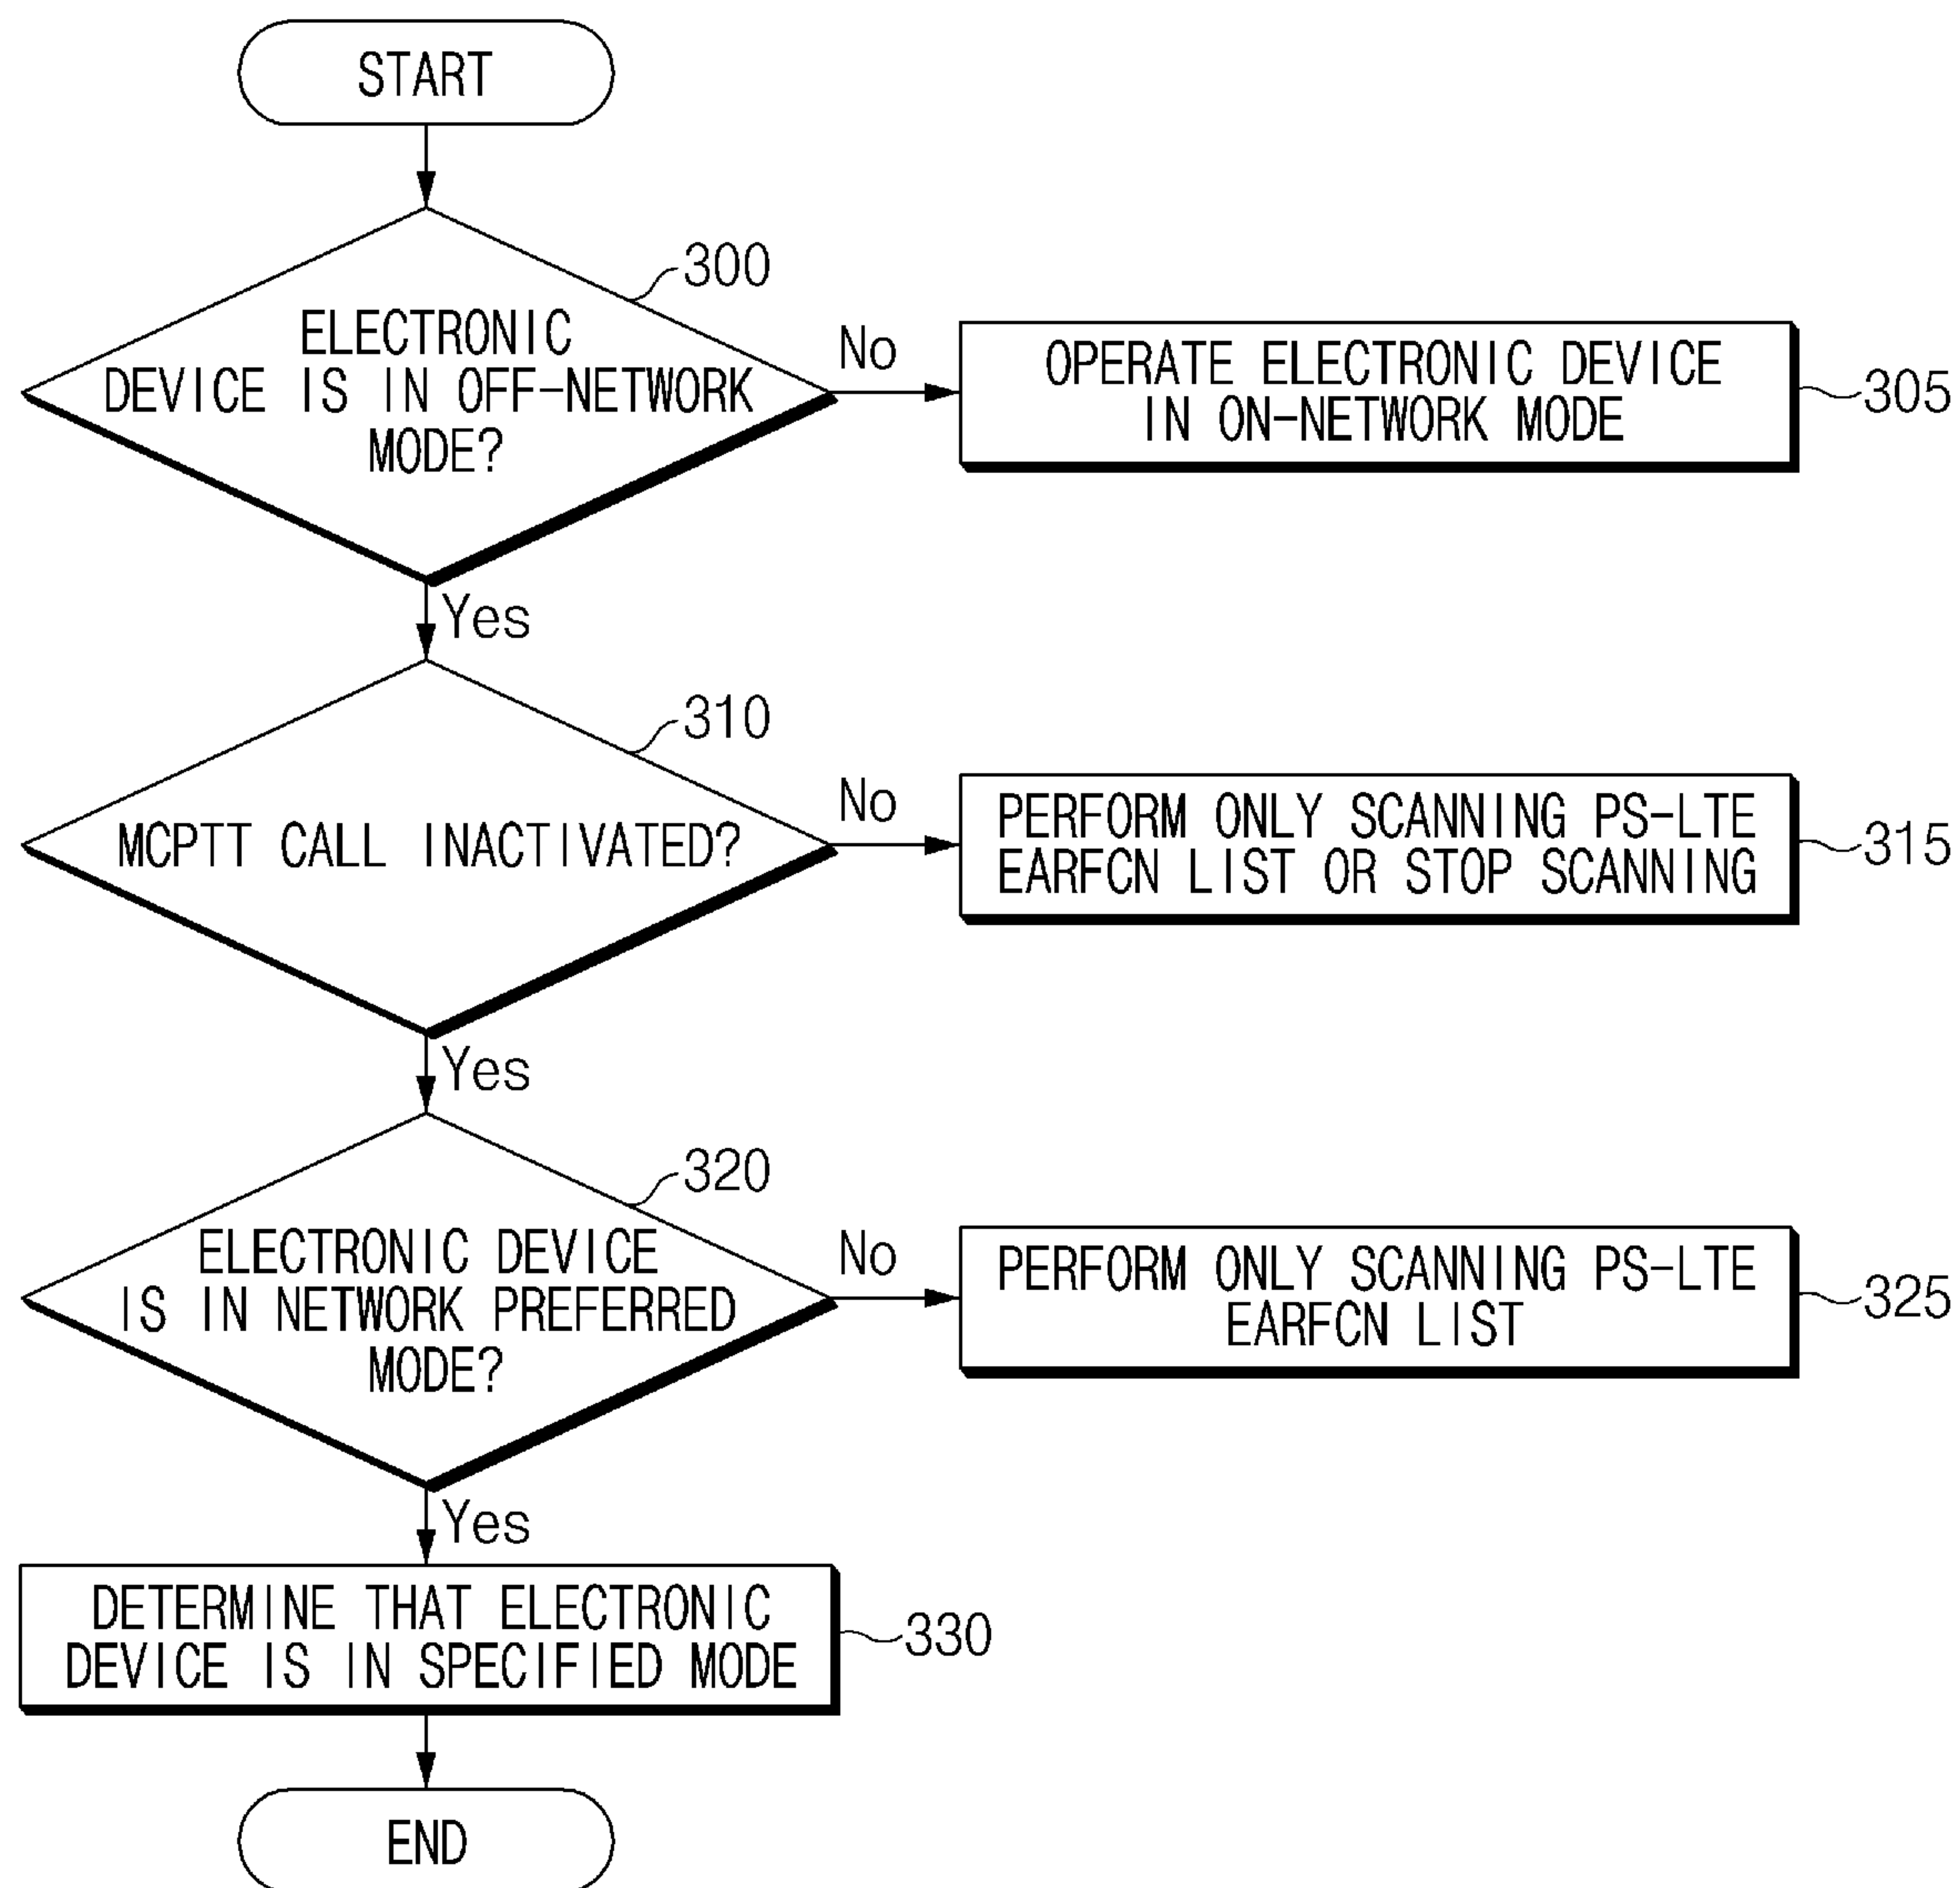 START
300
ELECTRONIC
DEVICE IS IN OFF-NETWORK
MODE?
No
OPERATE ELECTRONIC DEVICE
IN ON-NETWORK MODE
305
Yes
310
MCPTT CALL INACTIVATED?
No
PERFORM ONLY SCANNING PS-LTE
EARFCN LIST OR STOP SCANNING
315
Yes
320
ELECTRONIC DEVICE
IS IN NETWORK PREFERRED
MODE?
No
PERFORM ONLY SCANNING PS-LTE
EARFCN LIST
325
Yes
DETERMINE THAT ELECTRONIC
DEVICE IS IN SPECIFIED MODE
330
END